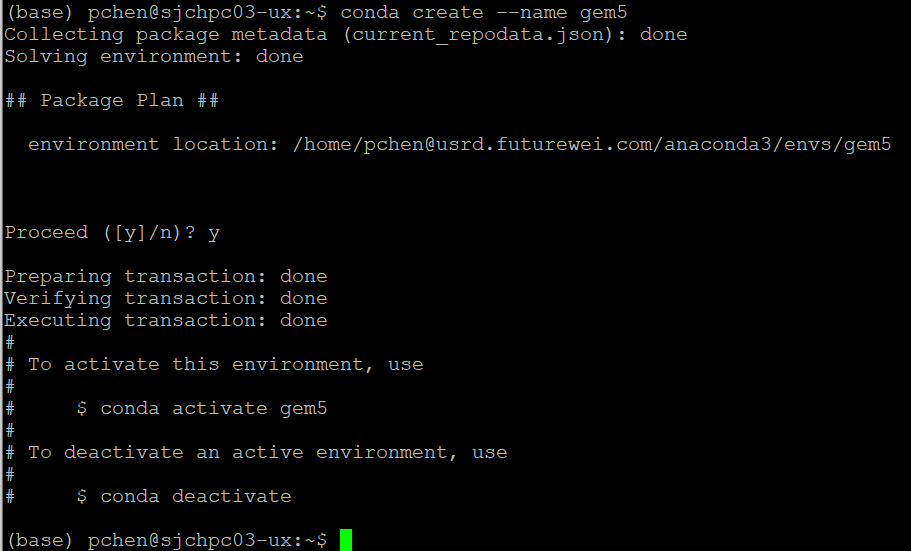 (base) pchen@sjchpc03-ux:~$ conda create --name gem5
Collecting package metadata (current_repodata.json): done
Solving environment: done
## Package Plan ##
environment location: /home/pchen@usrd.futurewei.com/anaconda3/envs/gem5
Proceed ([y]/n)? y
Preparing transaction: done
Verifying transaction: done
Executing transaction: done
#
# To activate this environment, use
#
#     $ conda activate gem5
#
# To deactivate an active environment, use
#
#     $ conda deactivate
(base) pchen@sjchpc03-ux:~$